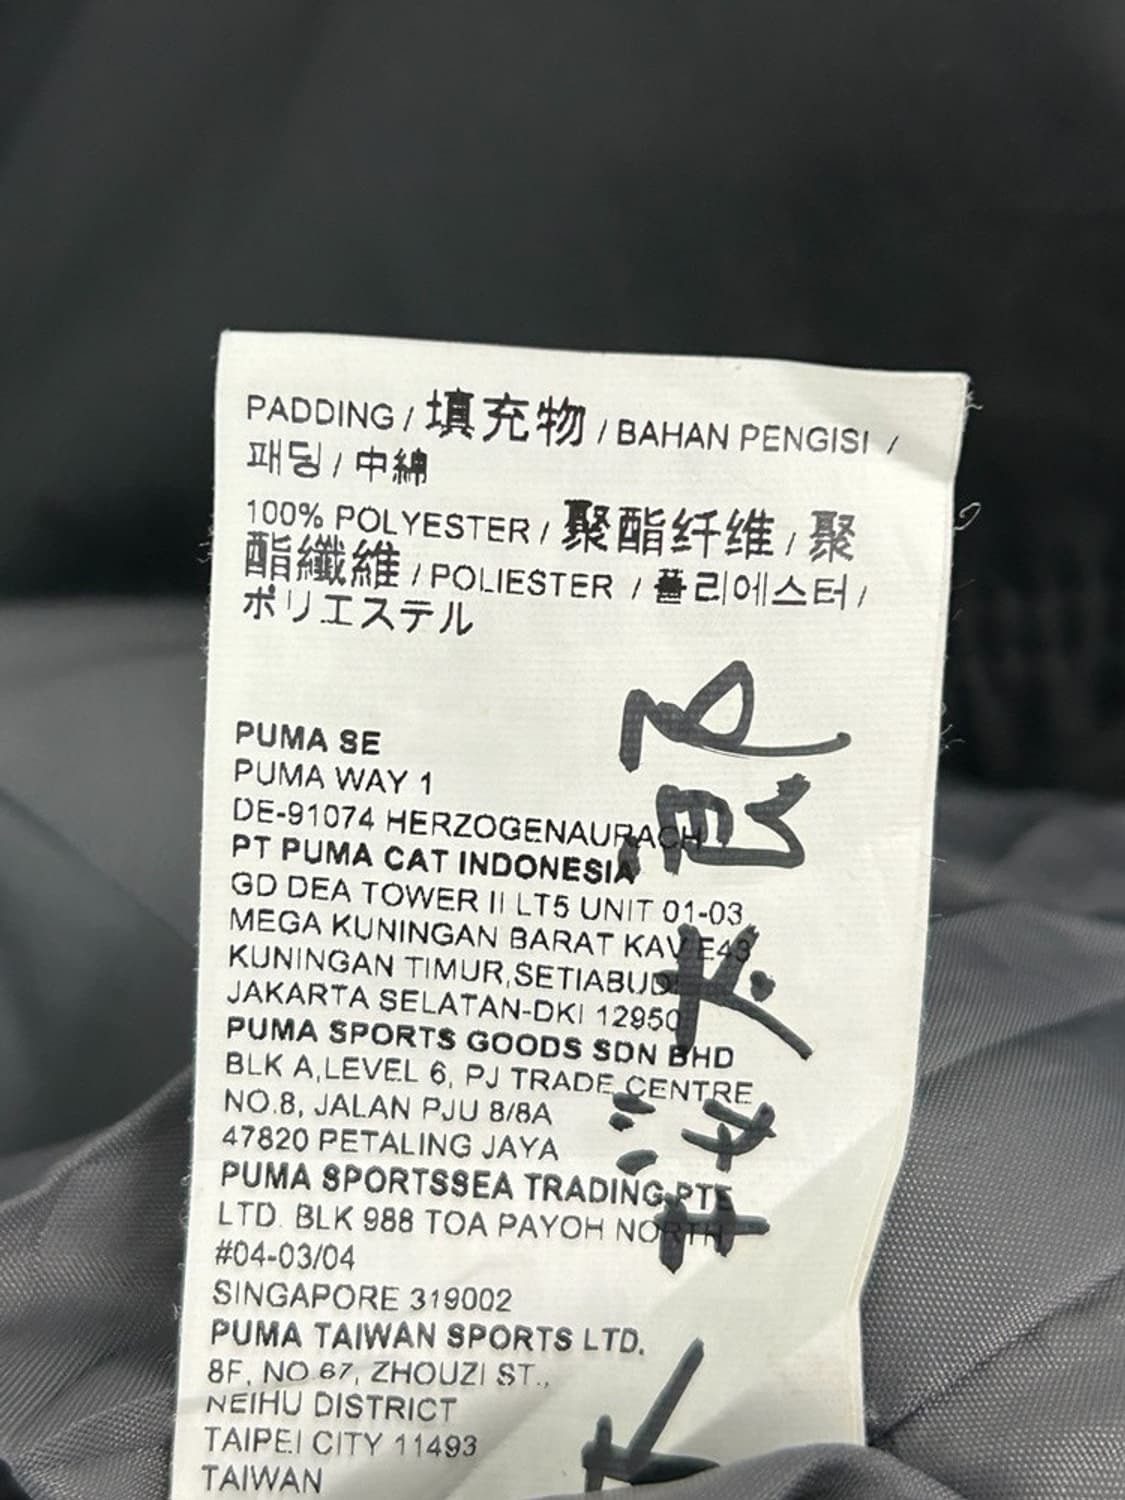 PADDING / 填充物 / BAHAN PENGISI /
패딩 / 中綿
100% POLYESTER / 聚酯纤维 / 聚
酯纖維 / POLIESTER / 폴리에스터 /
ポリエステル
PUMA SE
PUMA WAY 1
DE-91074 HERZOGENAURACH
PT PUMA CAT INDONESIA
GD DEA TOWER II LT5 UNIT 01-03
MEGA KUNINGAN BARAT KAV E43
KUNINGAN TIMUR,SETIABUDI
JAKARTA SELATAN-DKI 12950
PUMA SPORTS GOODS SDN BHD
BLK A,LEVEL 6, PJ TRADE CENTRE
NO.8, JALAN PJU 8/8A
47820 PETALING JAYA
PUMA SPORTSSEA TRADING PTE
LTD. BLK 988 TOA PAYOH NORTH
#04-03/04
SINGAPORE 319002
PUMA TAIWAN SPORTS LTD.
8F, NO.67, ZHOUZI ST.,
NEIHU DISTRICT
TAIPEI CITY 11493
TAIWAN